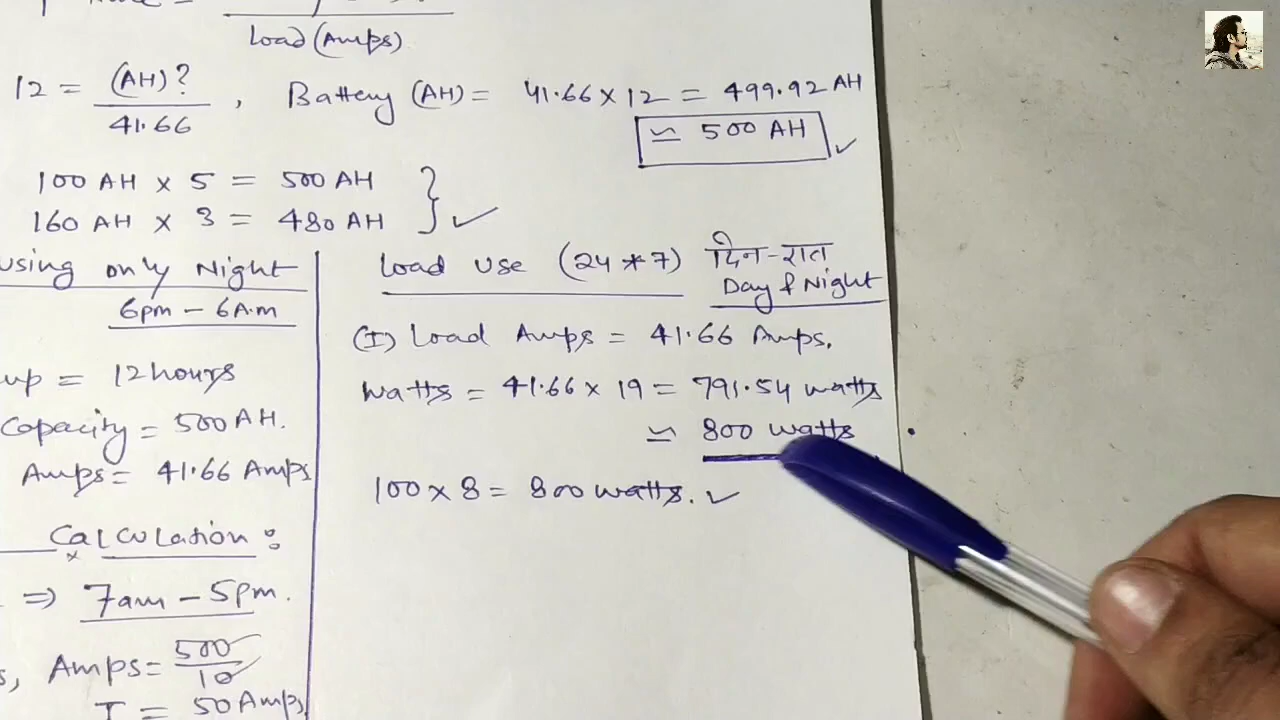 Load (Amps)
12 = (AH)? / 41.66 , Battery (AH) = 41.66 × 12 = 499.92 AH
≃ 500 AH ✓
100 AH × 5 = 500 AH
160 AH × 3 = 480 AH } ✓
using only Night
6pm – 6A.m
up = 12 hours
Capacity = 500 AH.
Amps = 41.66 Amps
Calculation :
⇒ 7am – 5pm.
Amps = 500 / 10
I = 50 Amps
Load use (24*7) दिन-रात
Day & Night
(I) Load Amps = 41.66 Amps.
Watts = 41.66 × 19 = 791.54 watts
≃ 800 watts
100 × 8 = 800 watts. ✓